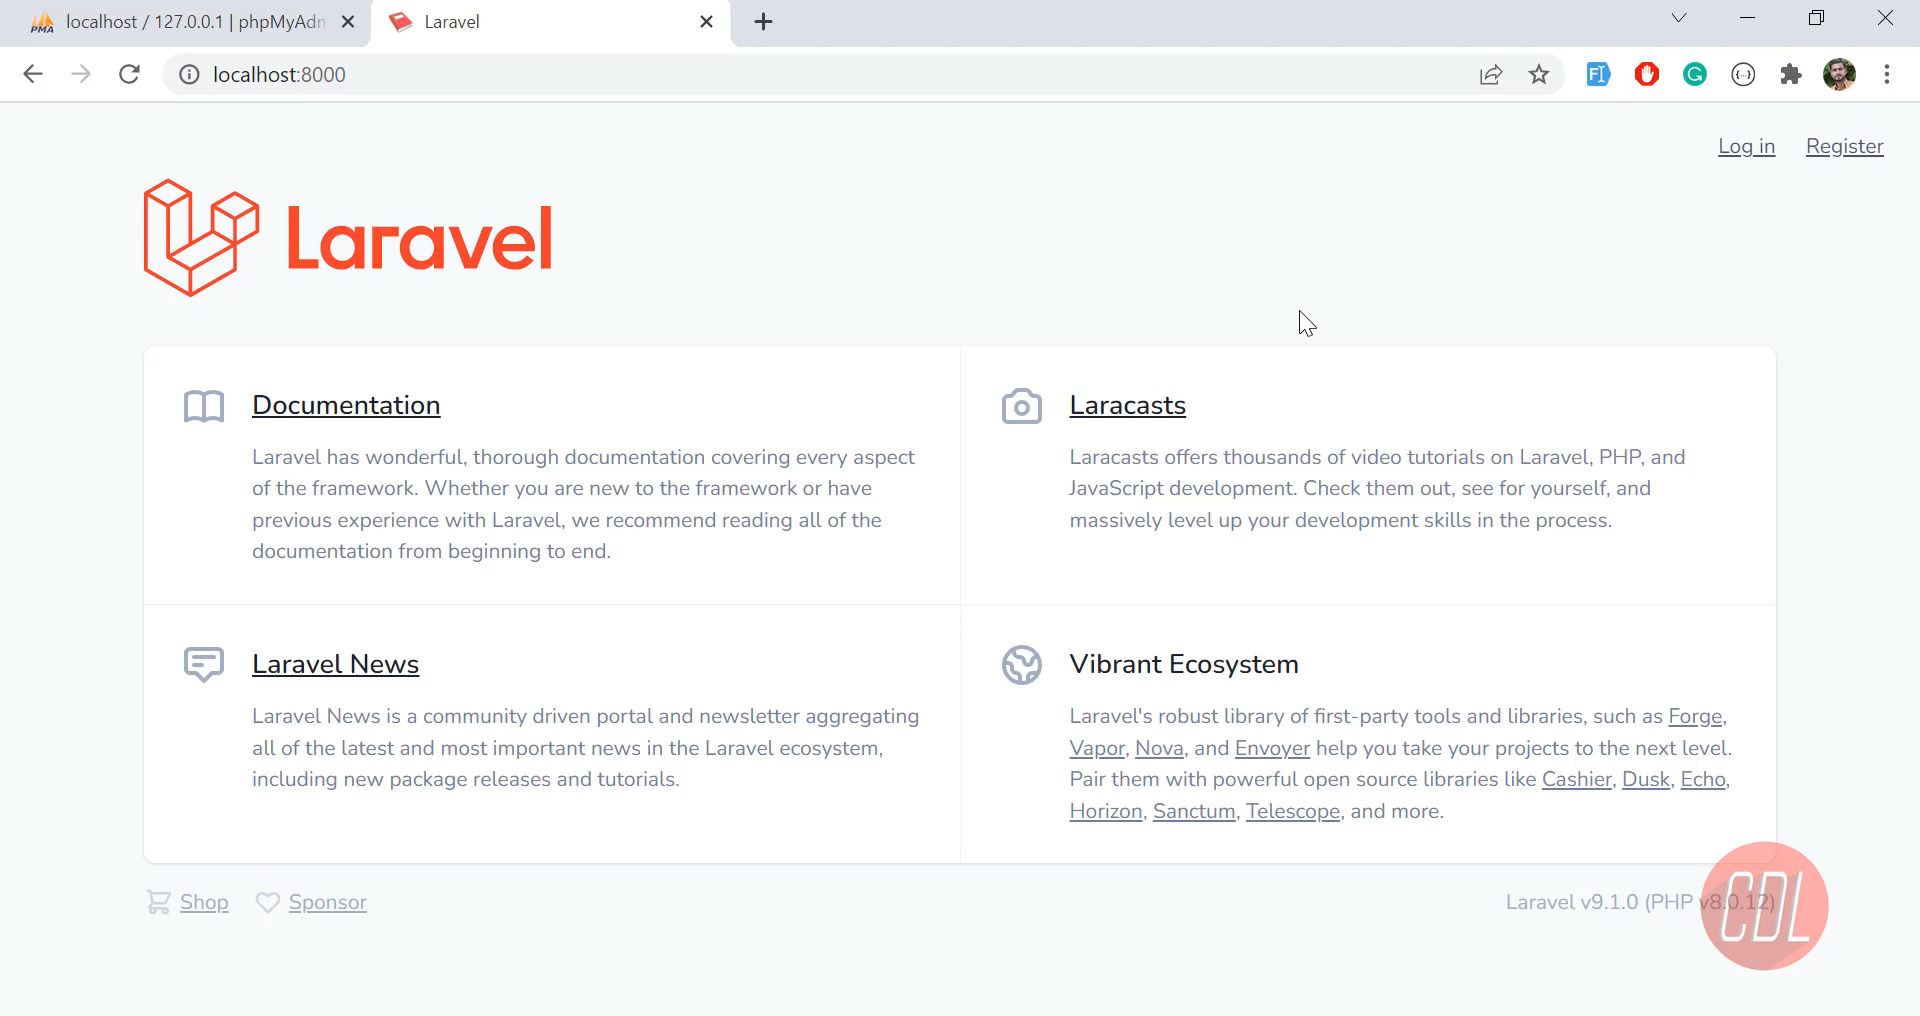 localhost / 127.0.0.1 | phpMyAdm
Laravel
localhost:8000
Log in Register
Laravel
Documentation
Laravel has wonderful, thorough documentation covering every aspect
of the framework. Whether you are new to the framework or have
previous experience with Laravel, we recommend reading all of the
documentation from beginning to end.
Laracasts
Laracasts offers thousands of video tutorials on Laravel, PHP, and
JavaScript development. Check them out, see for yourself, and
massively level up your development skills in the process.
Laravel News
Laravel News is a community driven portal and newsletter aggregating
all of the latest and most important news in the Laravel ecosystem,
including new package releases and tutorials.
Vibrant Ecosystem
Laravel's robust library of first-party tools and libraries, such as Forge,
Vapor, Nova, and Envoyer help you take your projects to the next level.
Pair them with powerful open source libraries like Cashier, Dusk, Echo,
Horizon, Sanctum, Telescope, and more.
Shop Sponsor
Laravel v9.1.0 (PHP v8.0.12)
CDL